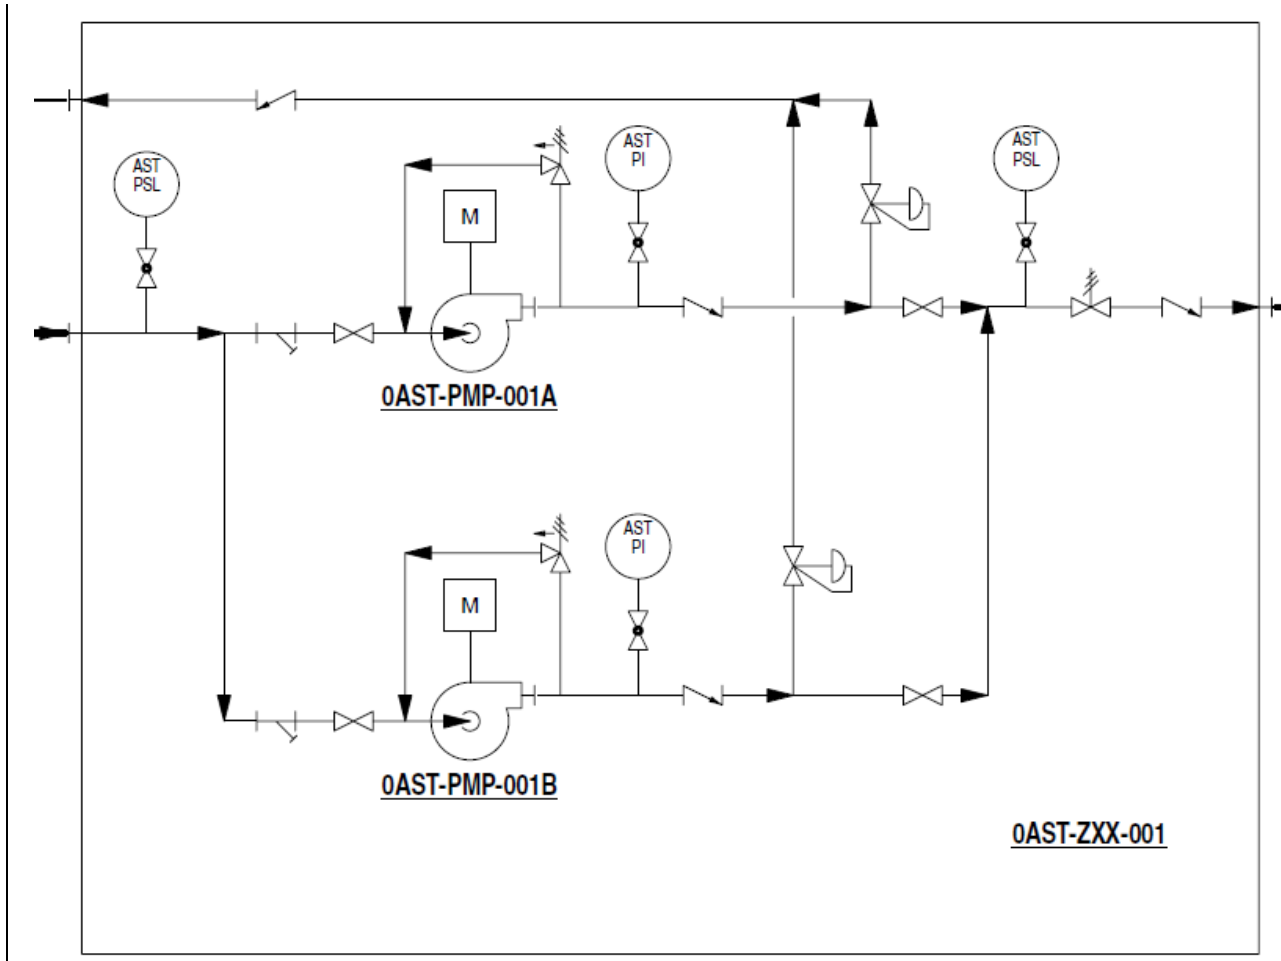 AST
PI
AST
PSL
AST
PSL
M
0AST-PMP-001A
AST
PI
M
0AST-PMP-001B
0AST-ZXX-001